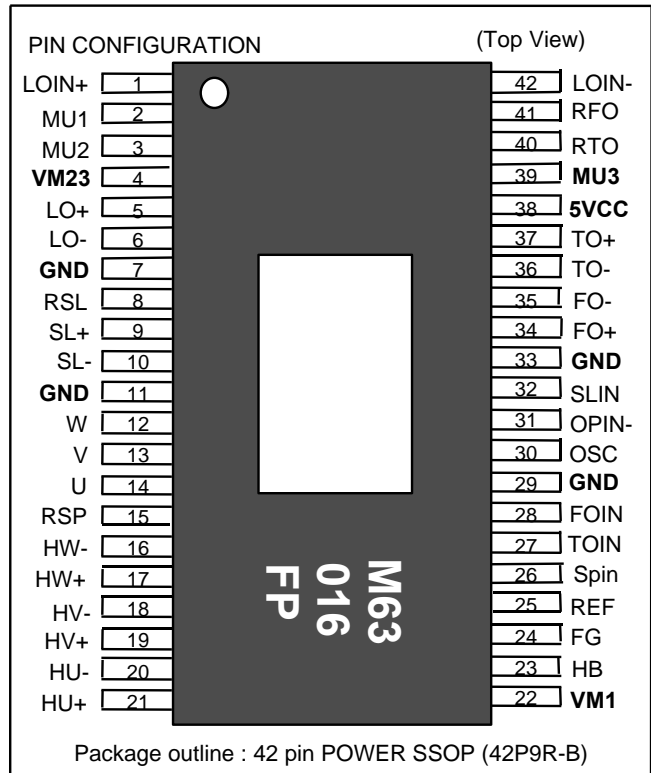 PIN CONFIGURATION (Top View)
LOIN+ 1 42 LOIN-
MU1 2 41 RFO
MU2 3 40 RTO
VM23 4 39 MU3
LO+ 5 38 5VCC
LO- 6 37 TO+
GND 7 36 TO-
RSL 8 35 FO-
SL+ 9 34 FO+
SL- 10 33 GND
GND 11 32 SLIN
W 12 31 OPIN-
V 13 30 OSC
U 14 29 GND
RSP 15 28 FOIN
HW- 16 27 TOIN
HW+ 17 26 Spin
HV- 18 25 REF
HV+ 19 24 FG
HU- 20 23 HB
HU+ 21 22 VM1
M63
016
FP
Package outline : 42 pin POWER SSOP (42P9R-B)